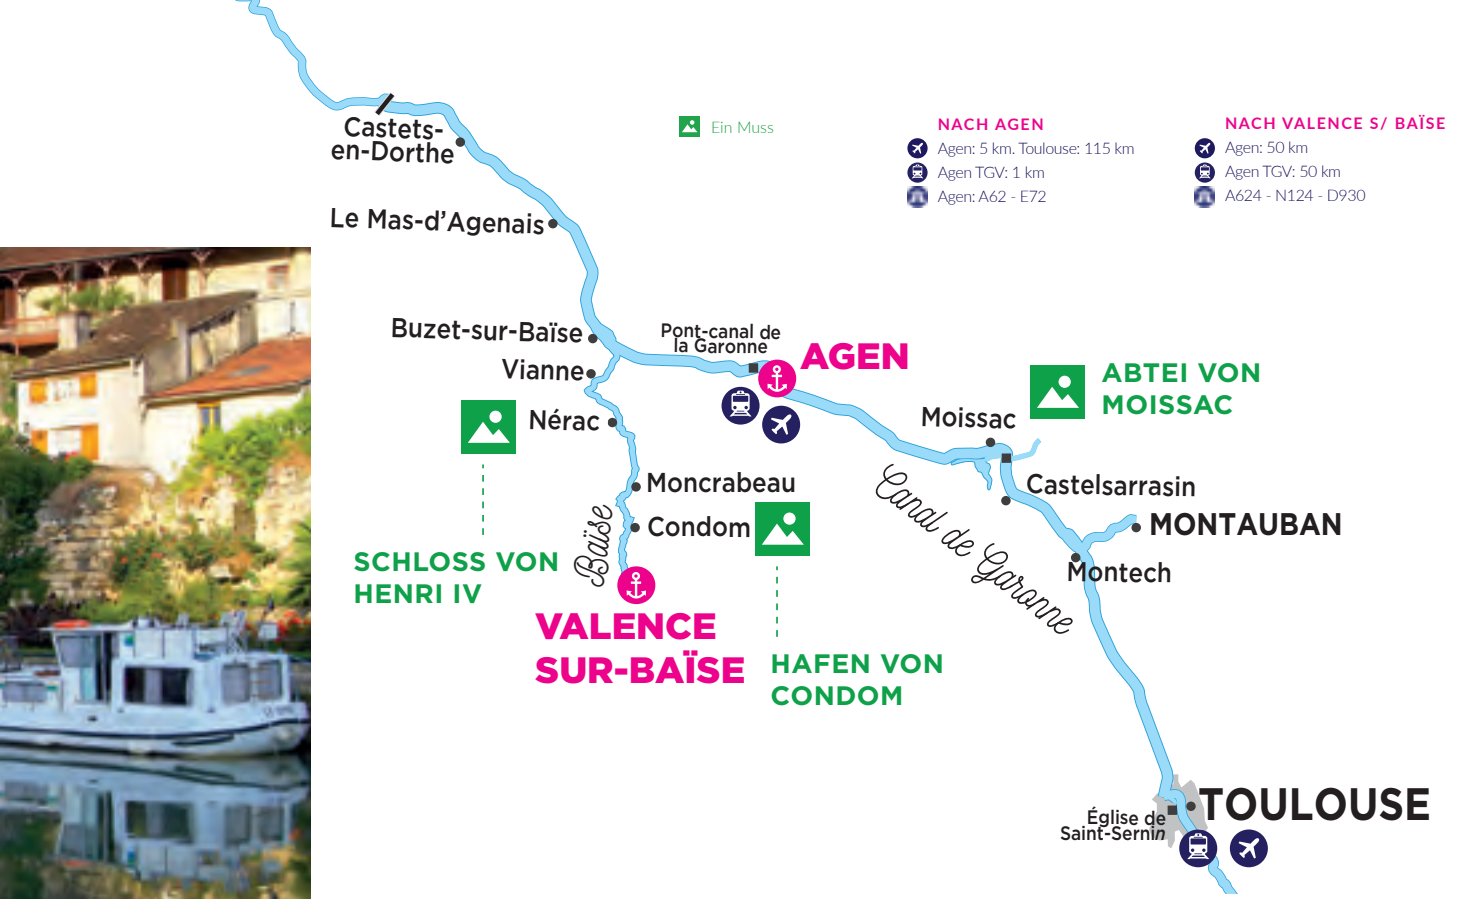 Castets-
en-Dorthe
Le Mas-d’Agenais
Ein Muss
NACH AGEN
Agen: 5 km. Toulouse: 115 km
Agen TGV: 1 km
Agen: A62 - E72
NACH VALENCE S/ BAÏSE
Agen: 50 km
Agen TGV: 50 km
A624 - N124 - D930
Buzet-sur-Baïse
Pont-canal de
la Garonne
AGEN
Vianne
Nérac
ABTEI VON
MOISSAC
Moissac
Moncrabeau
Castelsarrasin
Condom
MONTAUBAN
Baïse
Canal de Garonne
SCHLOSS VON
HENRI IV
Montech
VALENCE
SUR-BAÏSE
HAFEN VON
CONDOM
TOULOUSE
Église de
Saint-Sernin